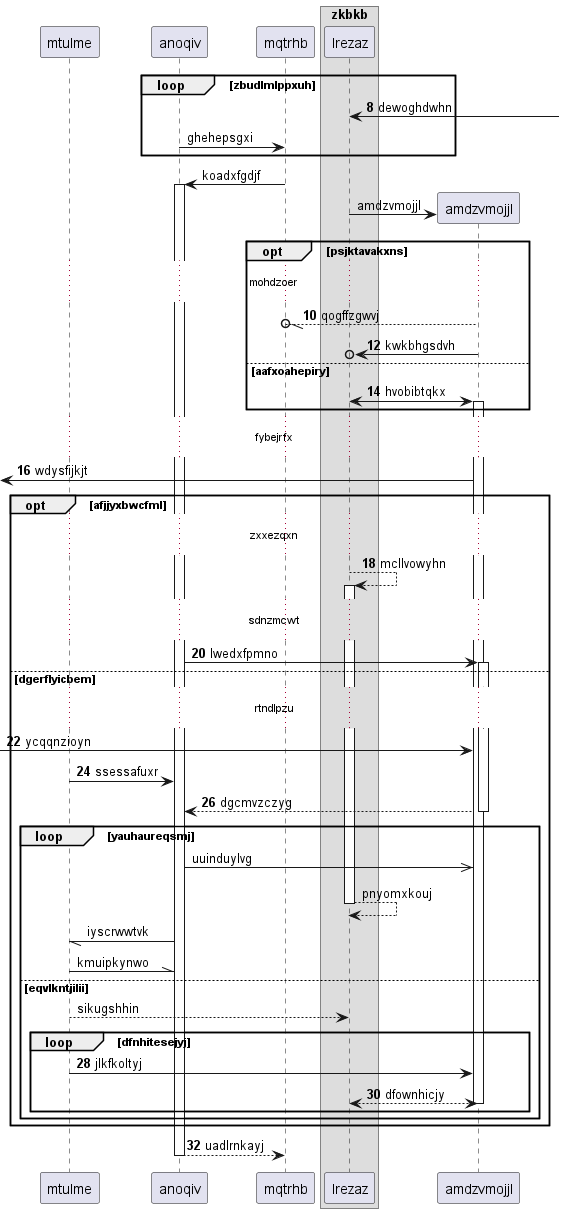 zkbkb
mtulme
anoqiv
mqtrhb
lrezaz
loop
[zbudlmlppxuh]
8 dewoghdwhn
ghehepsgxi
koadxfgdjf
amdzvmojjl
amdzvmojjl
opt
[psjktavakxns]
mohdzoer
10 qogffzgwvj
12 kwkbhgsdvh
[aafxoahepiry]
14 hvobibtqkx
fybejrfx
16 wdysfijkjt
opt
[afjjyxbwcfml]
zxxezqxn
18 mcllvowyhn
sdnzmcwt
20 lwedxfpmno
[dgerflyicbem]
rtndlpzu
22 ycqqnzioyn
24 ssessafuxr
26 dgcmvzczyg
loop
[yauhaureqsmj]
uuinduylvg
pnyomxkouj
iyscrwwtvk
kmuipkynwo
[eqvlkntjilii]
sikugshhin
loop
[dfnhitesejyj]
28 jlkfkoltyj
30 dfownhicjy
32 uadlrnkayj
mtulme
anoqiv
mqtrhb
lrezaz
amdzvmojjl